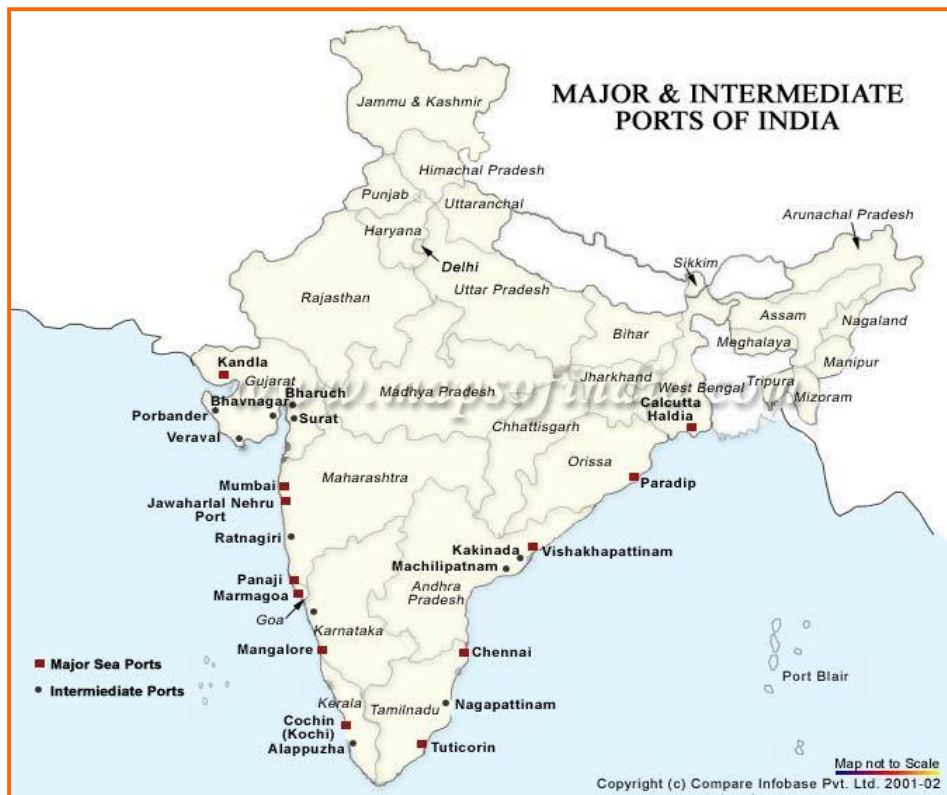 MAJOR & INTERMEDIATE
PORTS OF INDIA
Jammu & Kashmir
Himachal Pradesh
Punjab
Uttaranchal
Haryana
Delhi
Arunachal Pradesh
Sikkim
Rajasthan
Uttar Pradesh
Assam
Nagaland
Bihar
Meghalaya
Manipur
Kandla
Gujarat
Jharkhand
West Bengal
Tripura
Mizoram
Bhavnagar
Bharuch
Madhya Pradesh
Calcutta
Haldia
Porbander
Surat
Chhattisgarh
Veraval
Orissa
Maharashtra
Mumbai
Paradip
Jawaharlal Nehru
Port
Ratnagiri
Kakinada
Vishakhapattinam
Machilipatnam
Panaji
Andhra
Pradesh
Marmagoa
Goa
Karnataka
Mangalore
Chennai
Major Sea Ports
Port Blair
Intermiediate Ports
Kerala
Tamilnadu
Nagapattinam
Cochin
(Kochi)
Alappuzha
Tuticorin
Map not to Scale
Copyright (c) Compare Infobase Pvt. Ltd. 2001-02